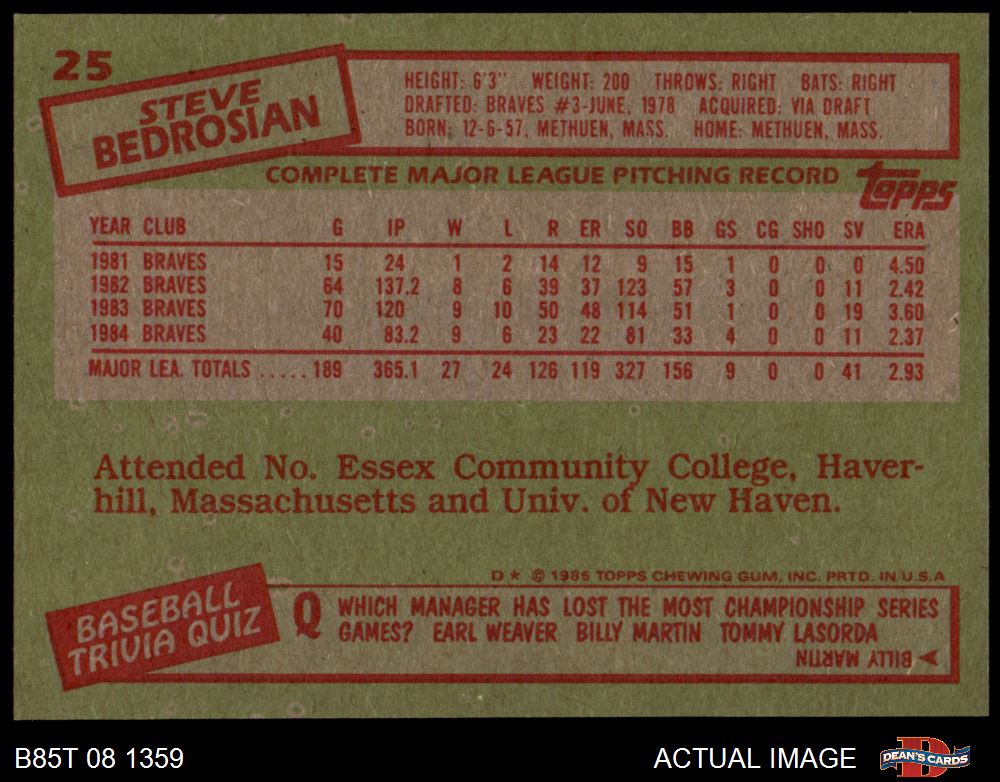 25
STEVE
BEDROSIAN
HEIGHT: 6'3" WEIGHT: 200 THROWS: RIGHT BATS: RIGHT
DRAFTED: BRAVES #3-JUNE, 1978 ACQUIRED: VIA DRAFT
BORN: 12-6-57, METHUEN, MASS. HOME: METHUEN, MASS.
COMPLETE MAJOR LEAGUE PITCHING RECORD
topps
YEAR CLUB G IP W L R ER SO BB GS CG SHO SV ERA
1981 BRAVES 15 24 1 2 14 12 9 15 1 0 0 0 4.50
1982 BRAVES 64 137.2 8 6 39 37 123 57 3 0 0 11 2.42
1983 BRAVES 70 120 9 10 50 48 114 51 1 0 0 19 3.60
1984 BRAVES 40 83.2 9 6 23 22 81 33 4 0 0 11 2.37
MAJOR LEA. TOTALS ..... 189 365.1 27 24 126 119 327 156 9 0 0 41 2.93
Attended No. Essex Community College, Haver-
hill, Massachusetts and Univ. of New Haven.
D * © 1985 TOPPS CHEWING GUM, INC. PRTD. IN U.S.A
BASEBALL
TRIVIA QUIZ
Q WHICH MANAGER HAS LOST THE MOST CHAMPIONSHIP SERIES
GAMES? EARL WEAVER BILLY MARTIN TOMMY LASORDA
BILLY MARTIN
B85T 08 1359
ACTUAL IMAGE
DEAN'S CARDS